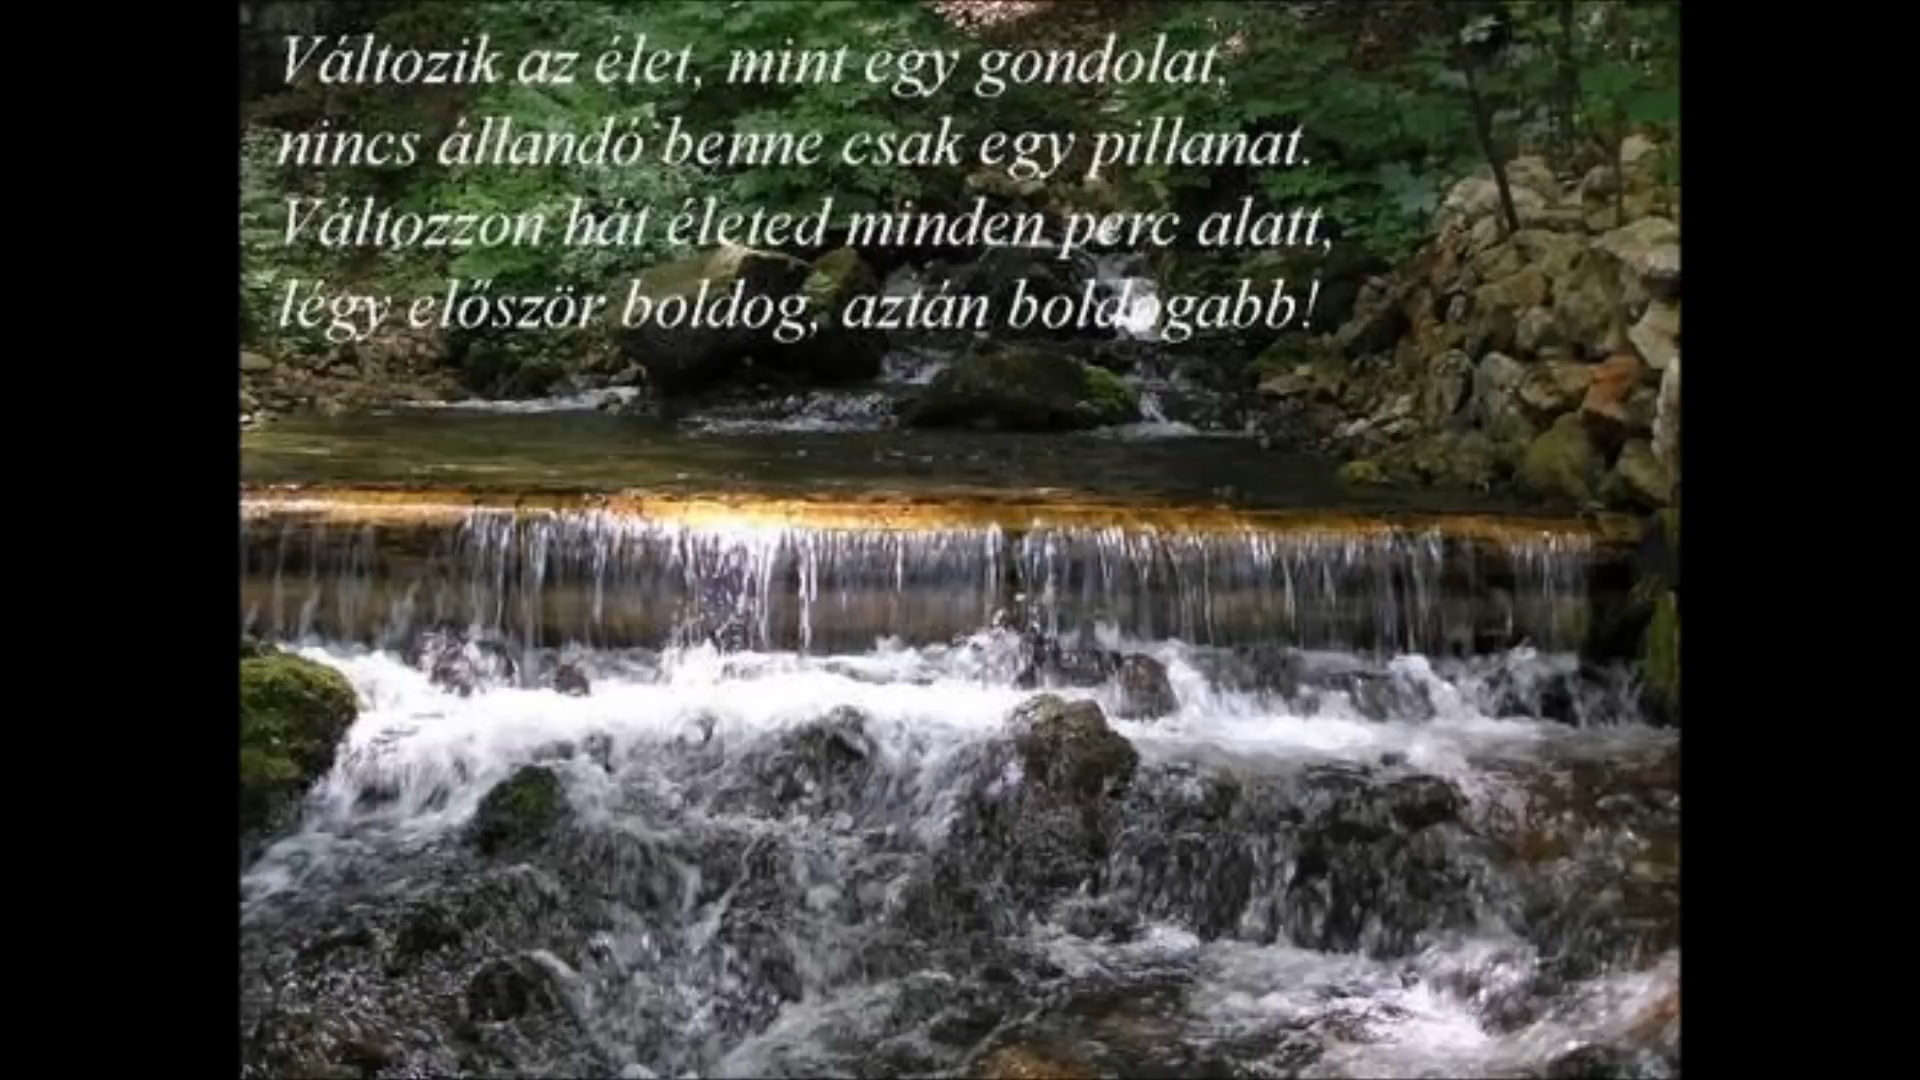 Változik az élet, mint egy gondolat,
nincs állandó benne csak egy pillanat.
Változzon hát életed minden perc alatt,
légy először boldog, aztán boldogabb!